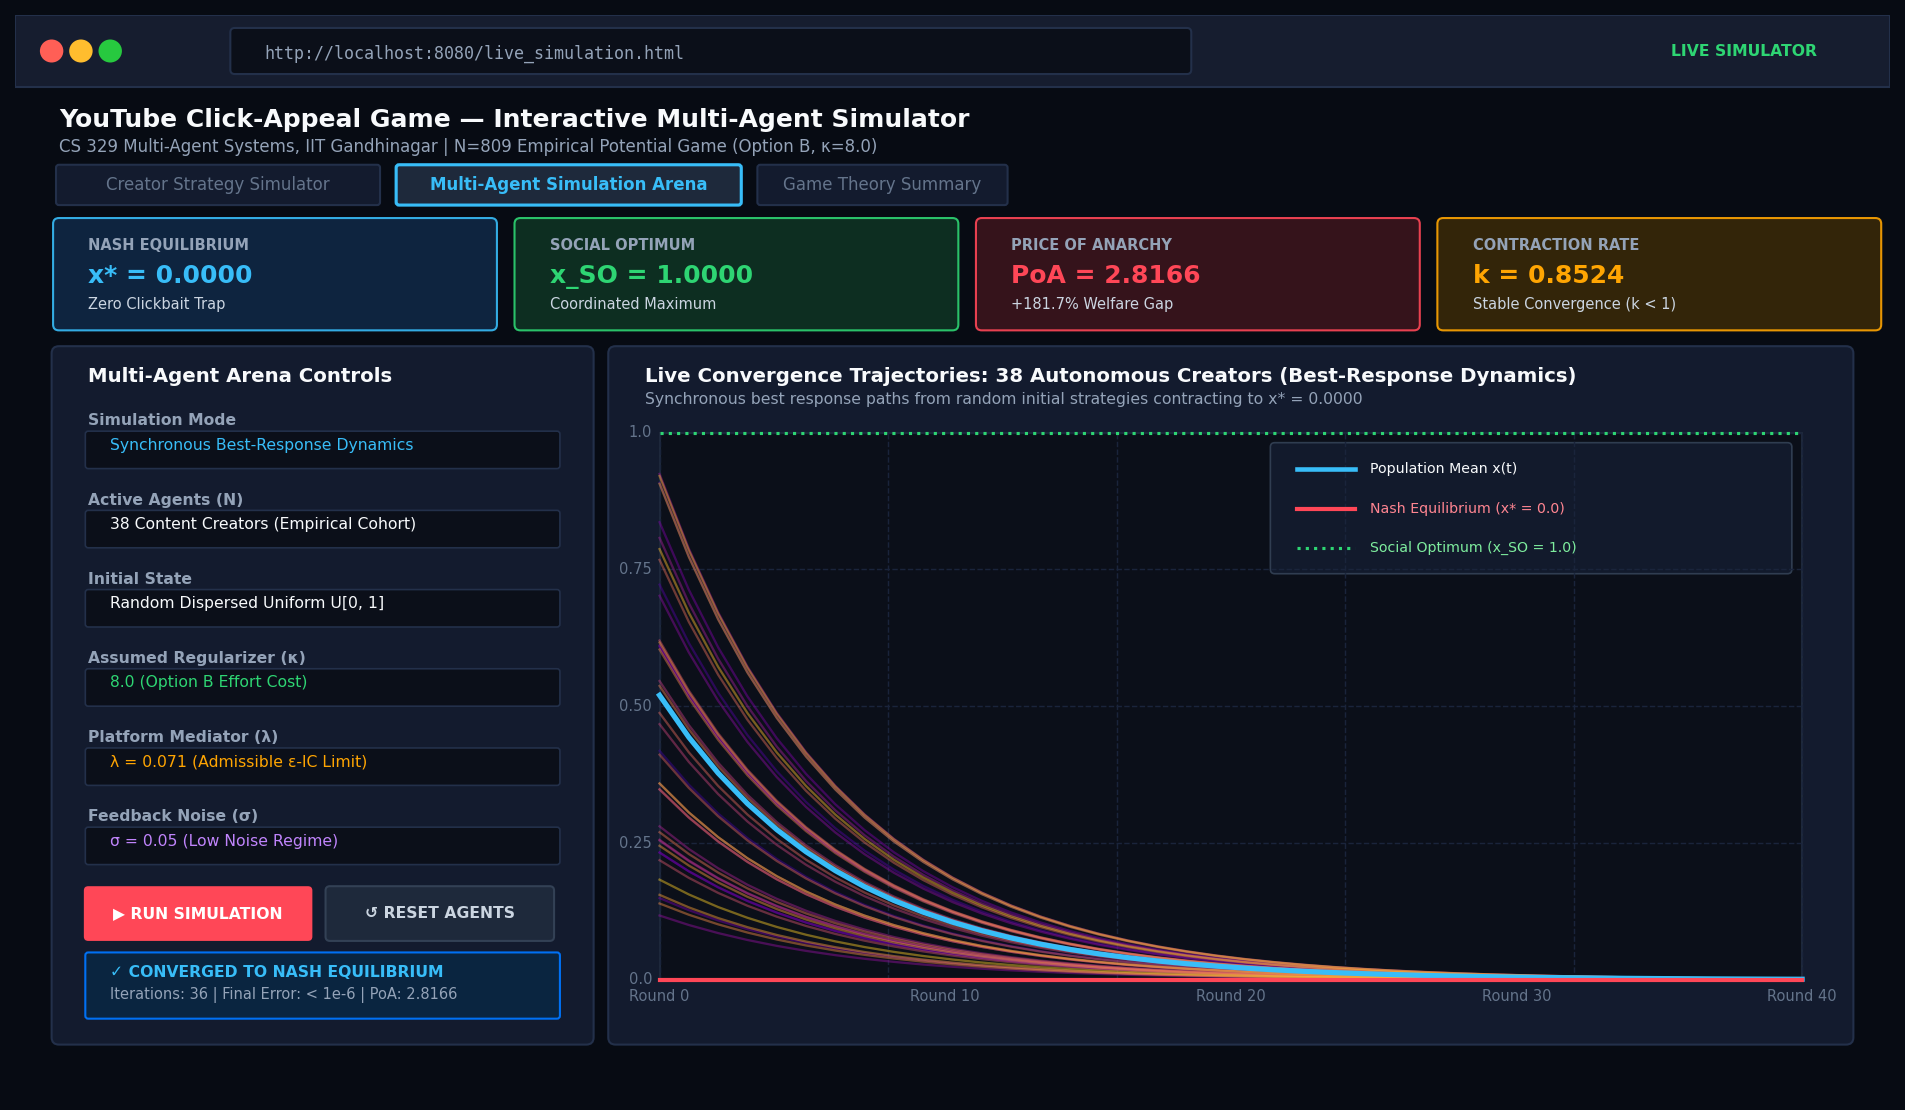 http://localhost:8080/live_simulation.html
LIVE SIMULATOR
YouTube Click-Appeal Game — Interactive Multi-Agent Simulator
CS 329 Multi-Agent Systems, IIT Gandhinagar | N=809 Empirical Potential Game (Option B, κ=8.0)
Creator Strategy Simulator
Multi-Agent Simulation Arena
Game Theory Summary
NASH EQUILIBRIUM
x* = 0.0000
Zero Clickbait Trap
SOCIAL OPTIMUM
x_SO = 1.0000
Coordinated Maximum
PRICE OF ANARCHY
PoA = 2.8166
+181.7% Welfare Gap
CONTRACTION RATE
k = 0.8524
Stable Convergence (k < 1)
Multi-Agent Arena Controls
Simulation Mode
Synchronous Best-Response Dynamics
Active Agents (N)
38 Content Creators (Empirical Cohort)
Initial State
Random Dispersed Uniform U[0, 1]
Assumed Regularizer (κ)
8.0 (Option B Effort Cost)
Platform Mediator (λ)
λ = 0.071 (Admissible ε-IC Limit)
Feedback Noise (σ)
σ = 0.05 (Low Noise Regime)
▶ RUN SIMULATION
↺ RESET AGENTS
✓ CONVERGED TO NASH EQUILIBRIUM
Iterations: 36 | Final Error: < 1e-6 | PoA: 2.8166
Live Convergence Trajectories: 38 Autonomous Creators (Best-Response Dynamics)
Synchronous best response paths from random initial strategies contracting to x* = 0.0000
1.0
0.75
0.50
0.25
0.0
Population Mean x(t)
Nash Equilibrium (x* = 0.0)
Social Optimum (x_SO = 1.0)
Round 0
Round 10
Round 20
Round 30
Round 40